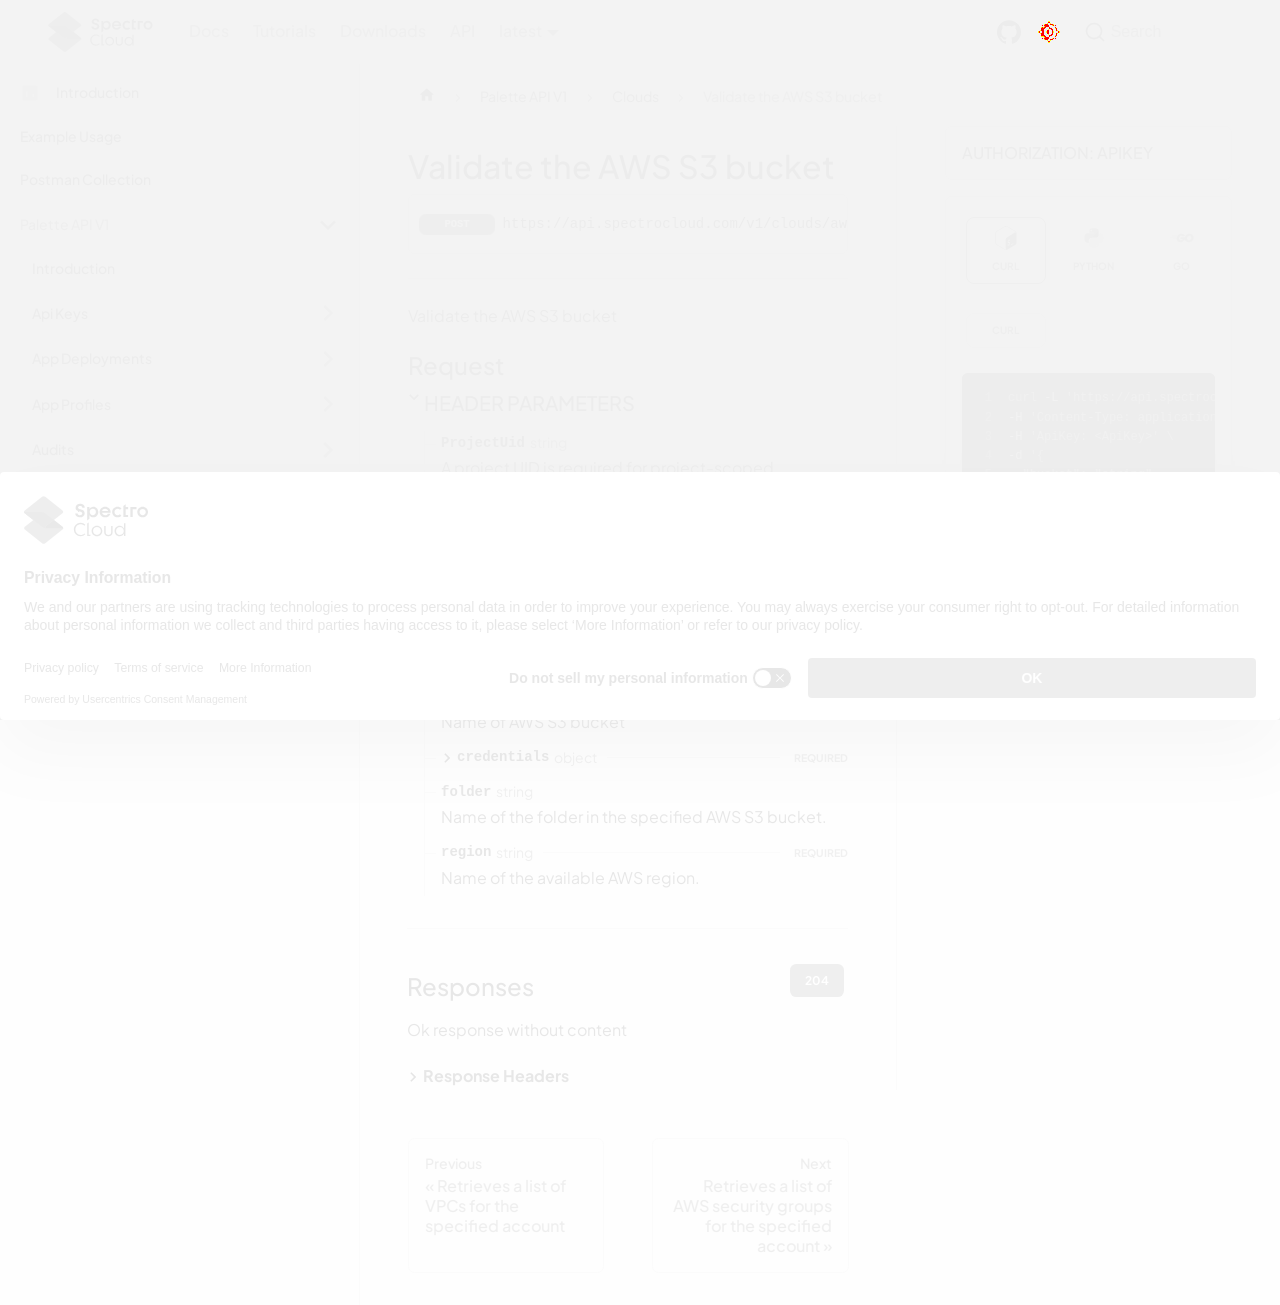 Spectro Cloud
Docs Tutorials Downloads API latest
Search
Introduction
Example Usage
Postman Collection
Palette API V1
Introduction
Api Keys
App Deployments
App Profiles
Audits
Palette API V1 Clouds Validate the AWS S3 bucket
Validate the AWS S3 bucket
https://api.spectrocloud.com/v1/clouds/aw
Validate the AWS S3 bucket
Request
HEADER PARAMETERS
ProjectUid string
A project UID is required for project-scoped
AUTHORIZATION: APIKEY
CURL PYTHON GO
CURL
Spectro Cloud
Privacy Information
We and our partners are using tracking technologies to process personal data in order to improve your experience. You may always exercise your consumer right to opt-out. For detailed information
about personal information we collect and third parties having access to it, please select 'More Information' or refer to our privacy policy.
Privacy policy Terms of service More Information
Powered by Usercentrics Consent Management
Do not sell my personal information
OK
Name of AWS S3 bucket
credentials object REQUIRED
folder string
Name of the folder in the specified AWS S3 bucket.
region string REQUIRED
Name of the available AWS region.
Responses
204
Ok response without content
Response Headers
Previous
« Retrieves a list of
VPCs for the
specified account
Next
Retrieves a list of
AWS security groups
for the specified
account »